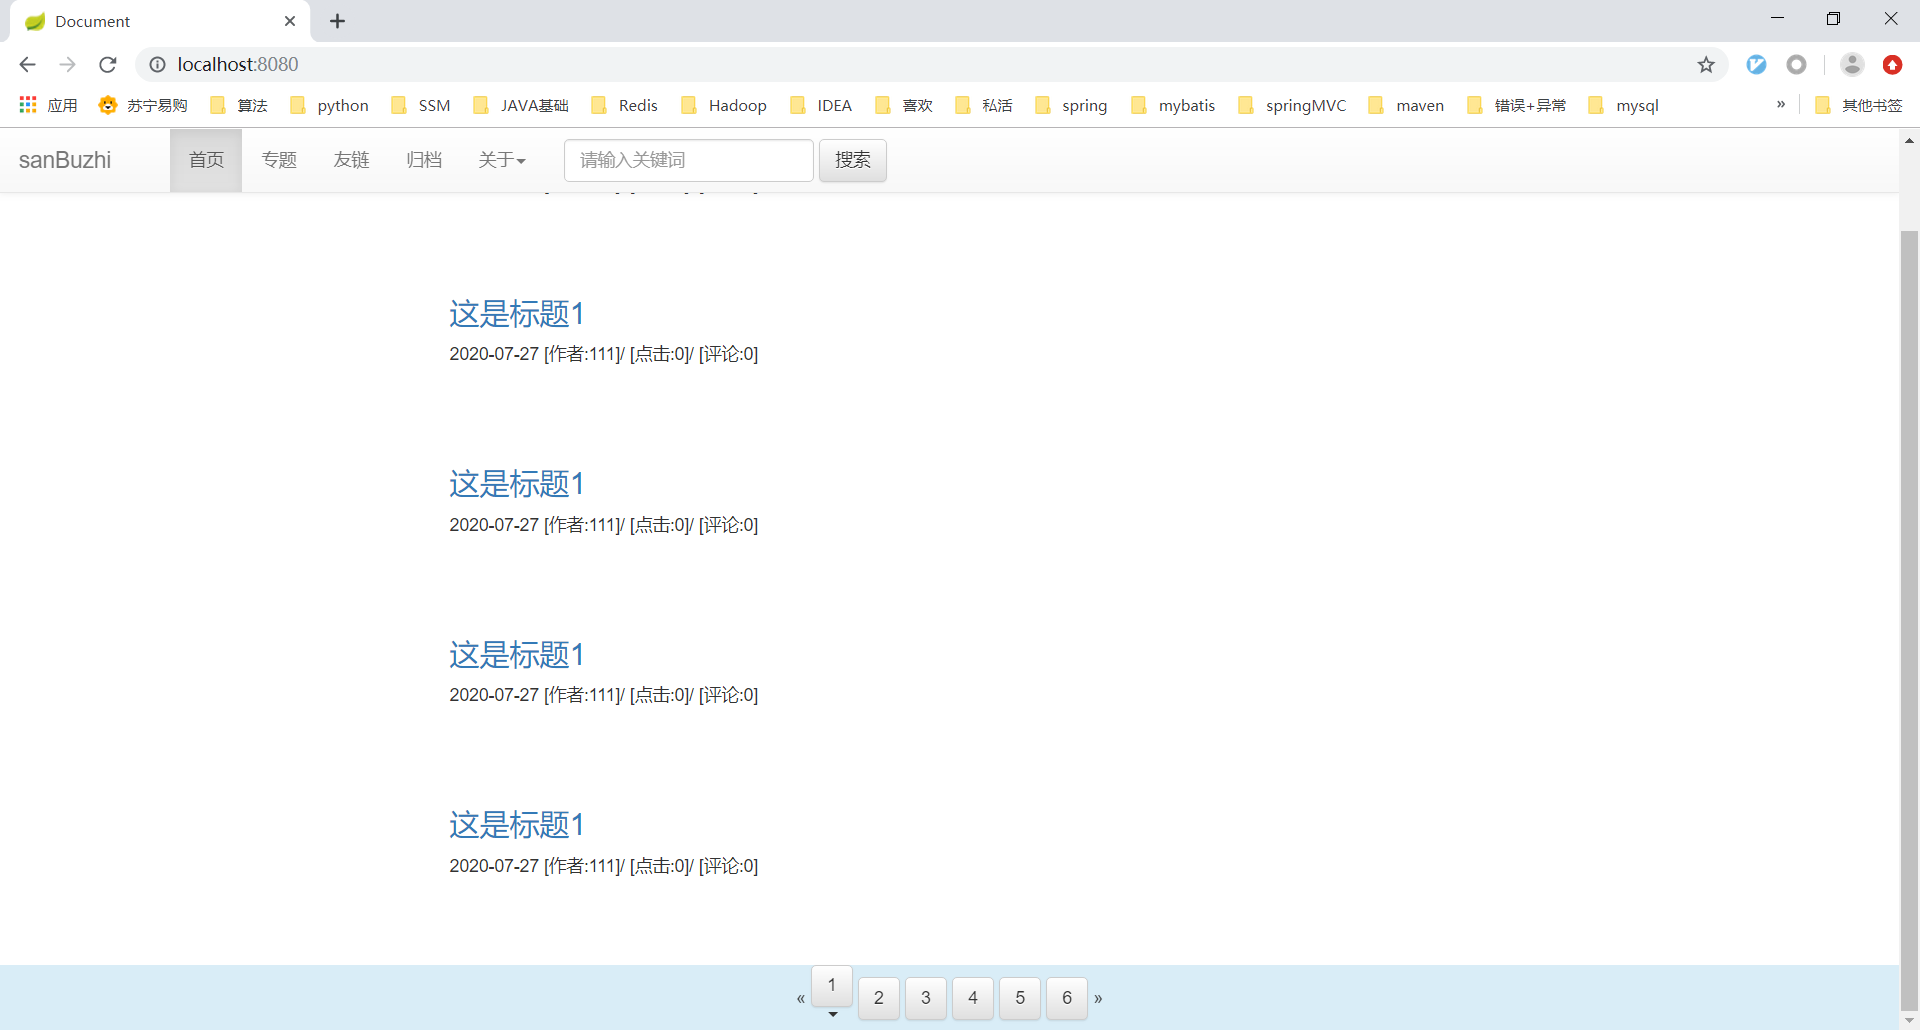 Document
localhost:8080
应用 苏宁易购 算法 python SSM JAVA基础 Redis Hadoop IDEA 喜欢 私活 spring mybatis springMVC maven 错误+异常 mysql » 其他书签
sanBuzhi 首页 专题 友链 归档 关于 请输入关键词 搜索
这是标题1
2020-07-27 [作者:111]/ [点击:0]/ [评论:0]
这是标题1
2020-07-27 [作者:111]/ [点击:0]/ [评论:0]
这是标题1
2020-07-27 [作者:111]/ [点击:0]/ [评论:0]
这是标题1
2020-07-27 [作者:111]/ [点击:0]/ [评论:0]
« 1 2 3 4 5 6 »